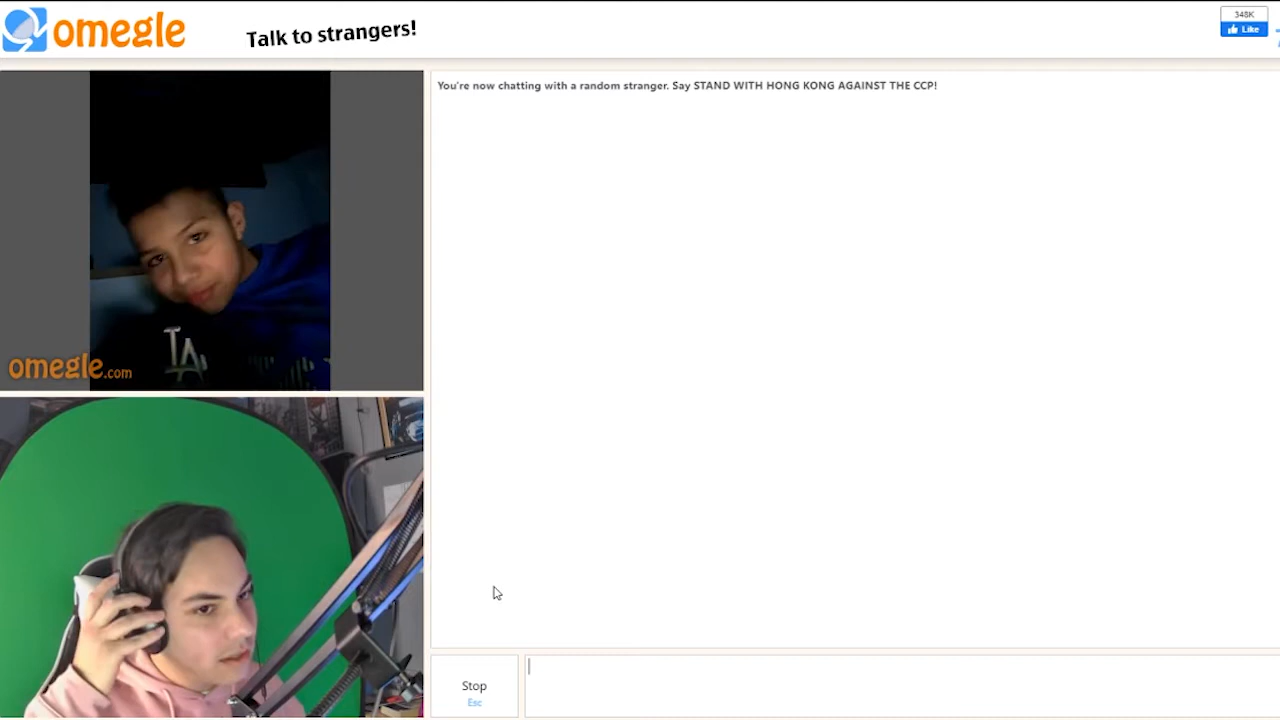 omegle
Talk to strangers!
348K
Like
You're now chatting with a random stranger. Say STAND WITH HONG KONG AGAINST THE CCP!
LA
omegle.com
Stop
Esc